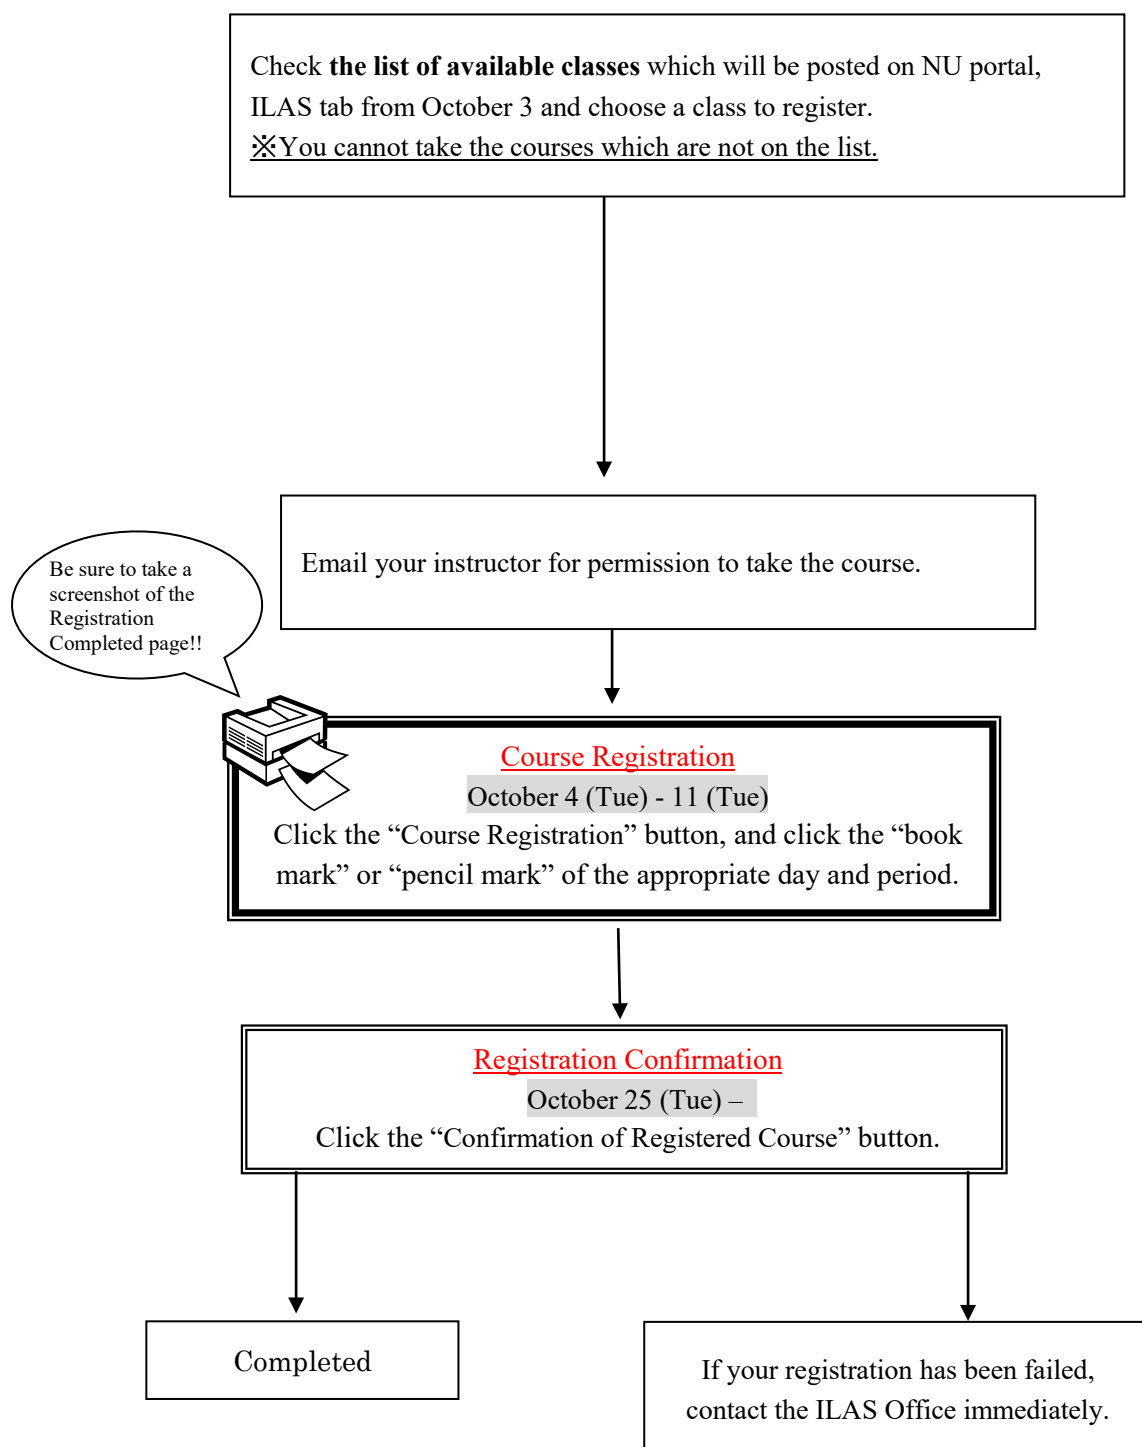 Check the list of available classes which will be posted on NU portal,
ILAS tab from October 3 and choose a class to register.
※You cannot take the courses which are not on the list.
Email your instructor for permission to take the course.
Be sure to take a
screenshot of the
Registration
Completed page!!
Course Registration
October 4 (Tue) - 11 (Tue)
Click the “Course Registration” button, and click the “book
mark” or “pencil mark” of the appropriate day and period.
Registration Confirmation
October 25 (Tue) –
Click the “Confirmation of Registered Course” button.
Completed
If your registration has been failed,
contact the ILAS Office immediately.